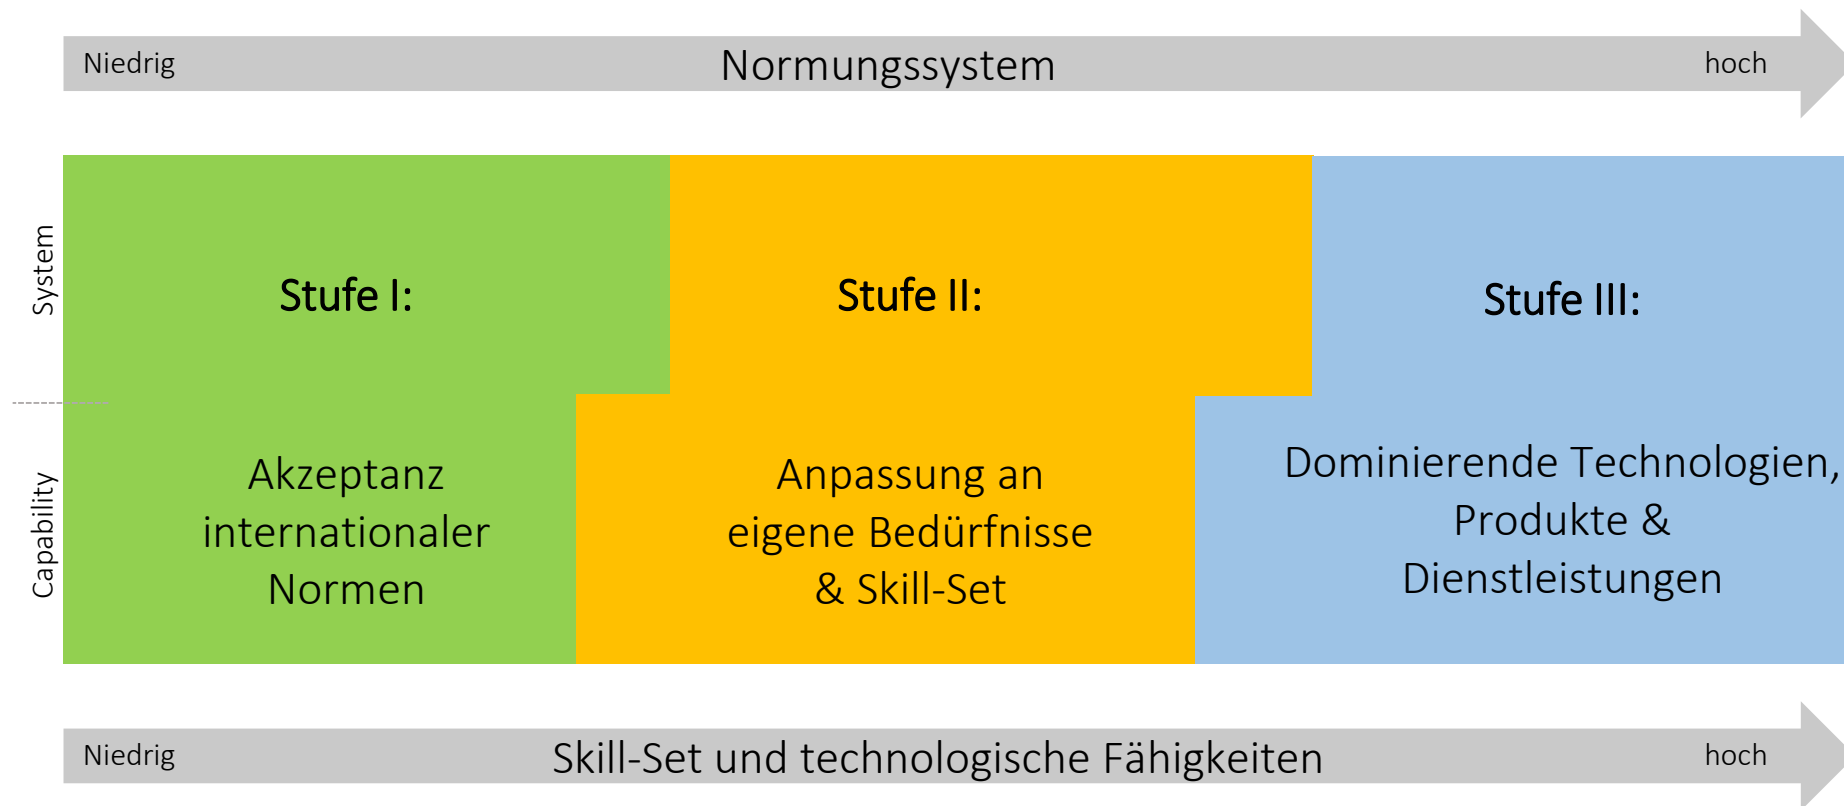 Niedrig
Normungssystem
hoch
System
Stufe I:
Stufe II:
Stufe III:
Capability
Akzeptanz
internationaler
Normen
Anpassung an
eigene Bedürfnisse
& Skill-Set
Dominierende Technologien,
Produkte &
Dienstleistungen
Niedrig
Skill-Set und technologische Fähigkeiten
hoch